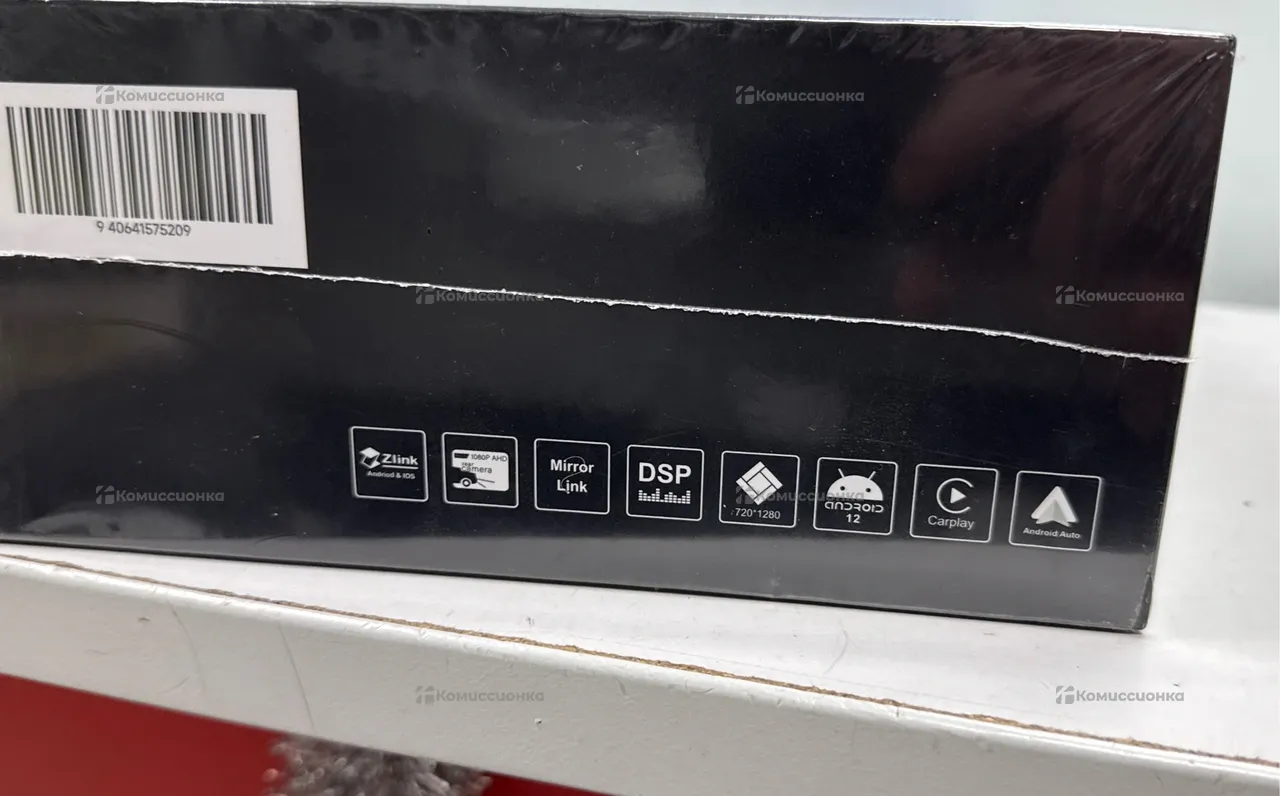 Комиссионка
Комиссионка
9 40641575209
Комиссионка
Комиссионка
Zlink
Android & IOS
1080P AHD
rear
camera
Mirror
Link
DSP
720*1280
ANDROID
12
Carplay
Android Auto
Комиссионка
Комиссионка
Комиссионка
Комиссионка